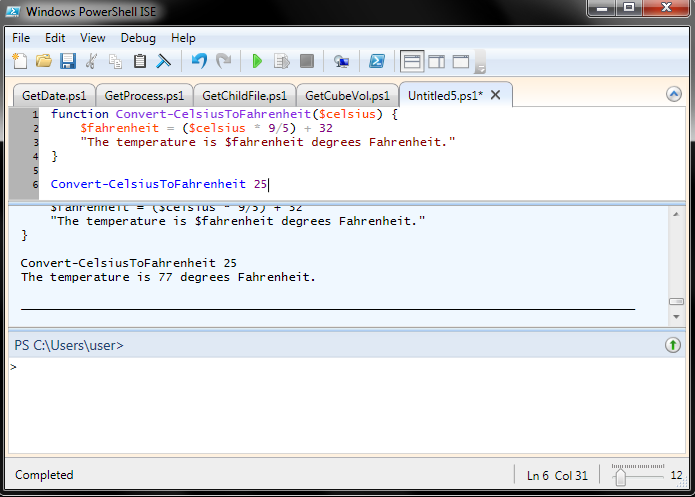 Windows PowerShell ISE
File Edit View Debug Help
GetDate.ps1 GetProcess.ps1 GetChildFile.ps1 GetCubeVol.ps1 Untitled5.ps1* X
1 function Convert-CelsiusToFahrenheit($celsius) {
2 $fahrenheit = ($celsius * 9/5) + 32
3 "The temperature is $fahrenheit degrees Fahrenheit."
4 }
5
6 Convert-CelsiusToFahrenheit 25
$fahrenheit = ($celsius * 9/5) + 32
"The temperature is $fahrenheit degrees Fahrenheit."
}
Convert-CelsiusToFahrenheit 25
The temperature is 77 degrees Fahrenheit.
PS C:\Users\user>
>
Completed Ln 6 Col 31 12